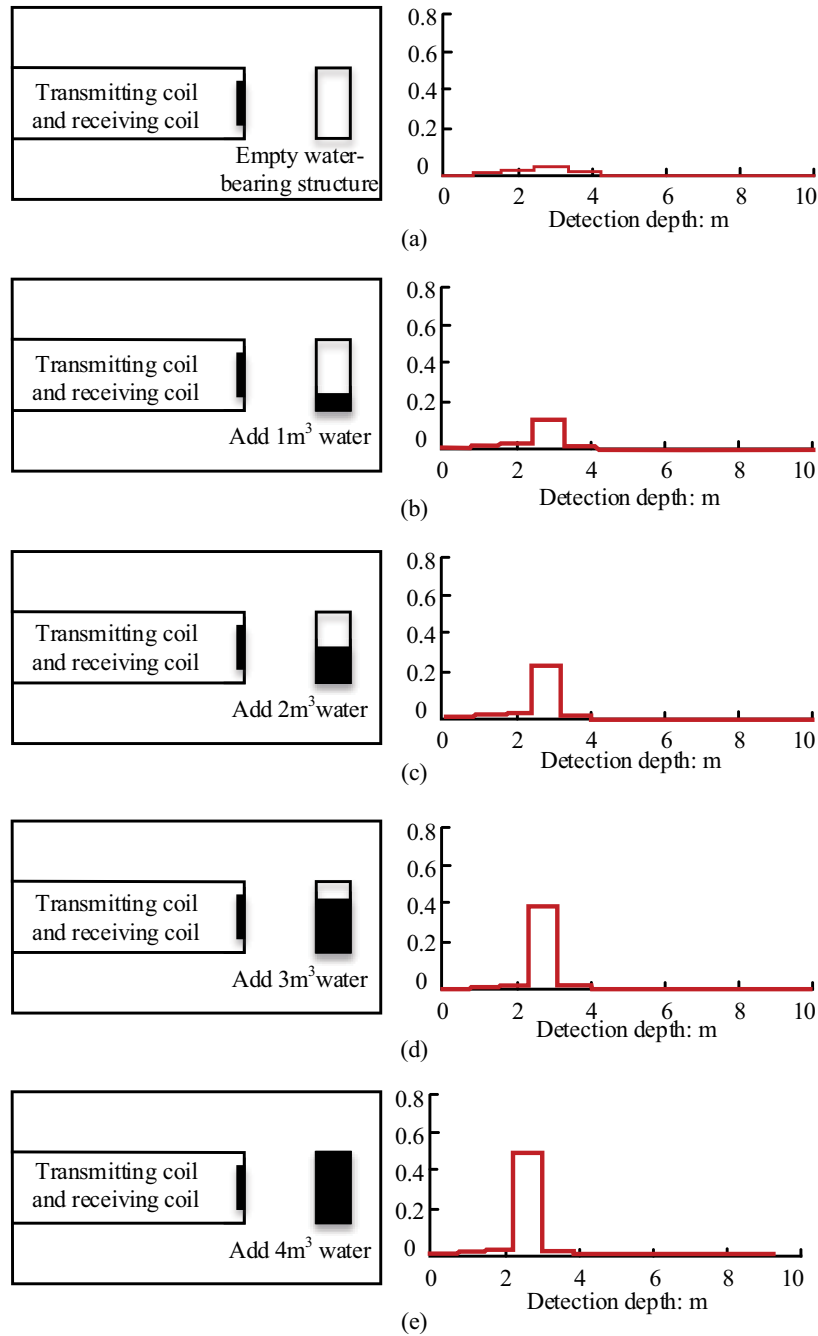 Transmitting coil
and receiving coil
Empty water-
bearing structure
0.8
0.6
0.4
0.2
0
2 4 6 8 10
Detection depth: m
(a)
Transmitting coil
and receiving coil
Add 1m³ water
0.8
0.6
0.4
0.2
0
0 2 4 6 8 10
Detection depth: m
(b)
Transmitting coil
and receiving coil
Add 2m³water
0.8
0.6
0.4
0.2
0
0 2 4 6 8 10
Detection depth: m
(c)
Transmitting coil
and receiving coil
Add 3m³water
0.8
0.6
0.4
0.2
0
0 2 4 6 8 10
Detection depth: m
(d)
Transmitting coil
and receiving coil
Add 4m³ water
0.8
0.6
0.4
0.2
0
0 2 4 6 8 10
Detection depth: m
(e)